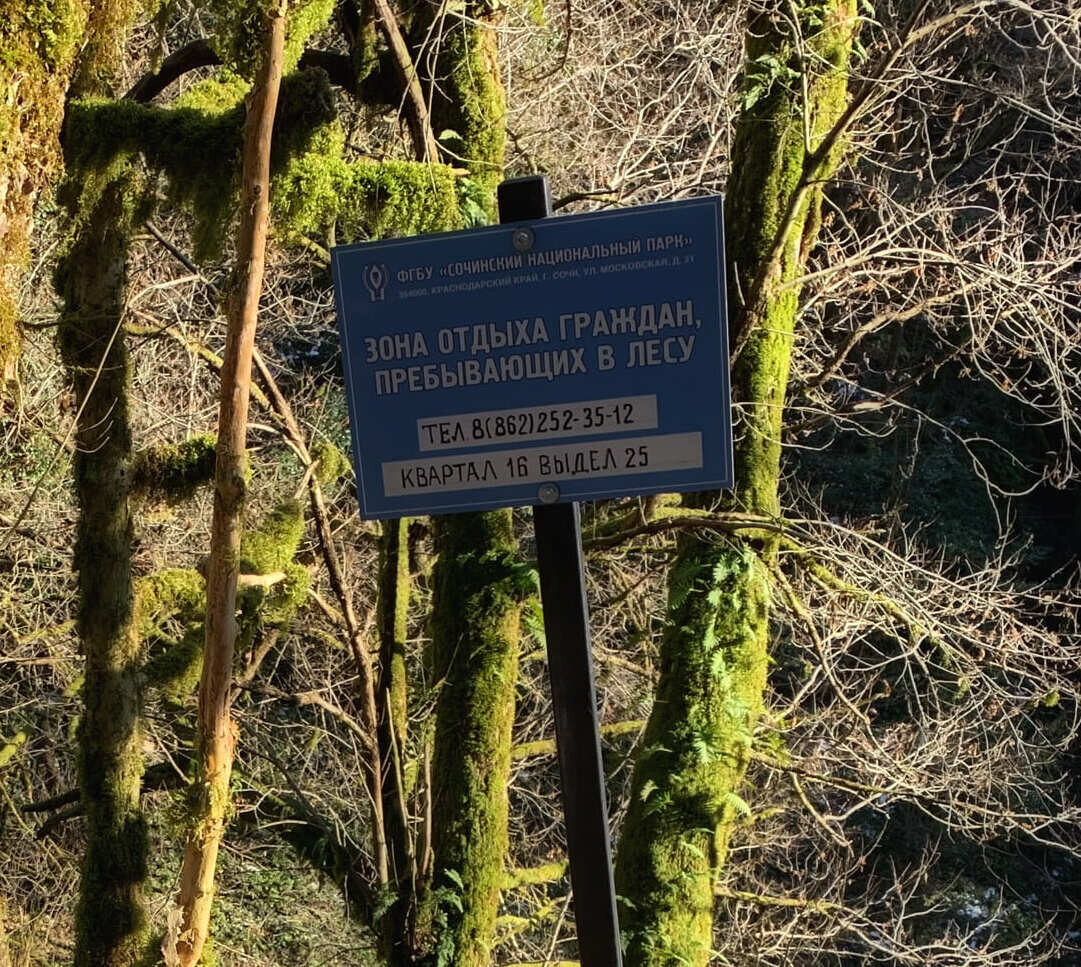 ФГБУ «СОЧИНСКИЙ НАЦИОНАЛЬНЫЙ ПАРК»
354000, КРАСНОДАРСКИЙ КРАЙ, Г. СОЧИ, УЛ. МОСКОВСКАЯ, Д. 21
ЗОНА ОТДЫХА ГРАЖДАН,
ПРЕБЫВАЮЩИХ В ЛЕСУ
ТЕЛ. 8(862)252-35-12
КВАРТАЛ 16 ВЫДЕЛ 25